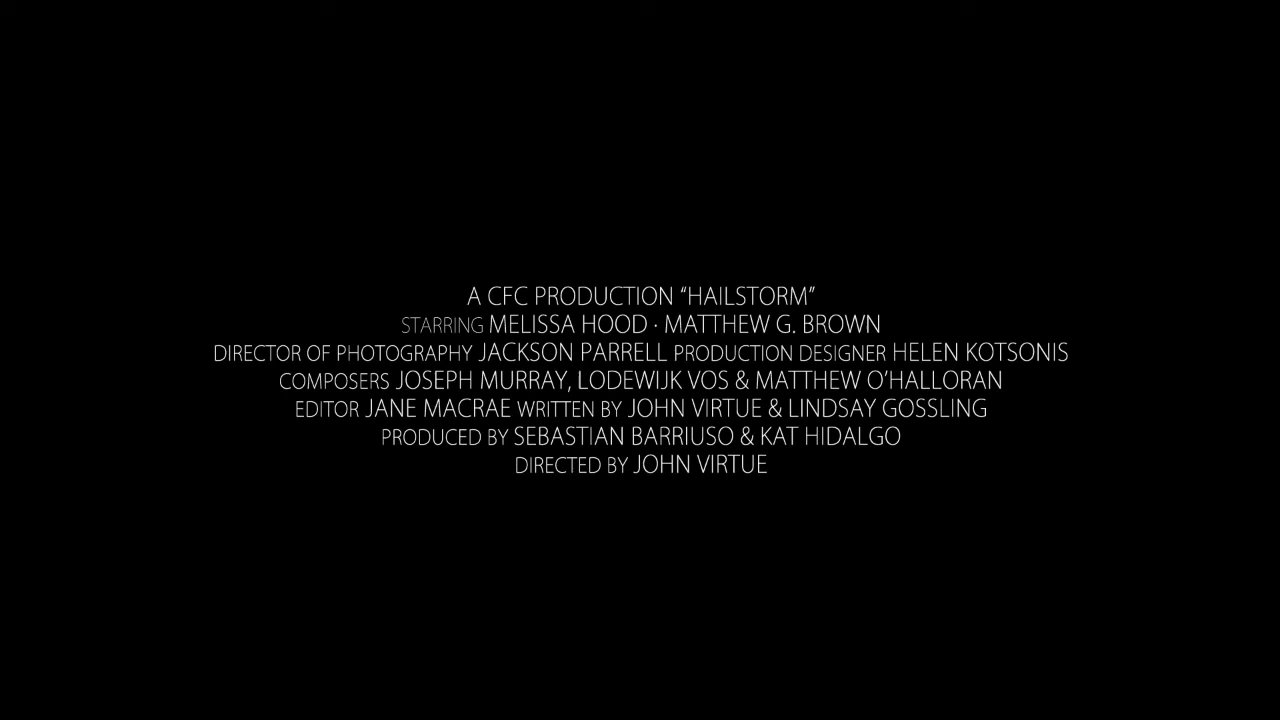 A CFC PRODUCTION “HAILSTORM”
STARRING MELISSA HOOD · MATTHEW G. BROWN
DIRECTOR OF PHOTOGRAPHY JACKSON PARRELL PRODUCTION DESIGNER HELEN KOTSONIS
COMPOSERS JOSEPH MURRAY, LODEWIJK VOS & MATTHEW O’HALLORAN
EDITOR JANE MACRAE WRITTEN BY JOHN VIRTUE & LINDSAY GOSSLING
PRODUCED BY SEBASTIAN BARRIUSO & KAT HIDALGO
DIRECTED BY JOHN VIRTUE